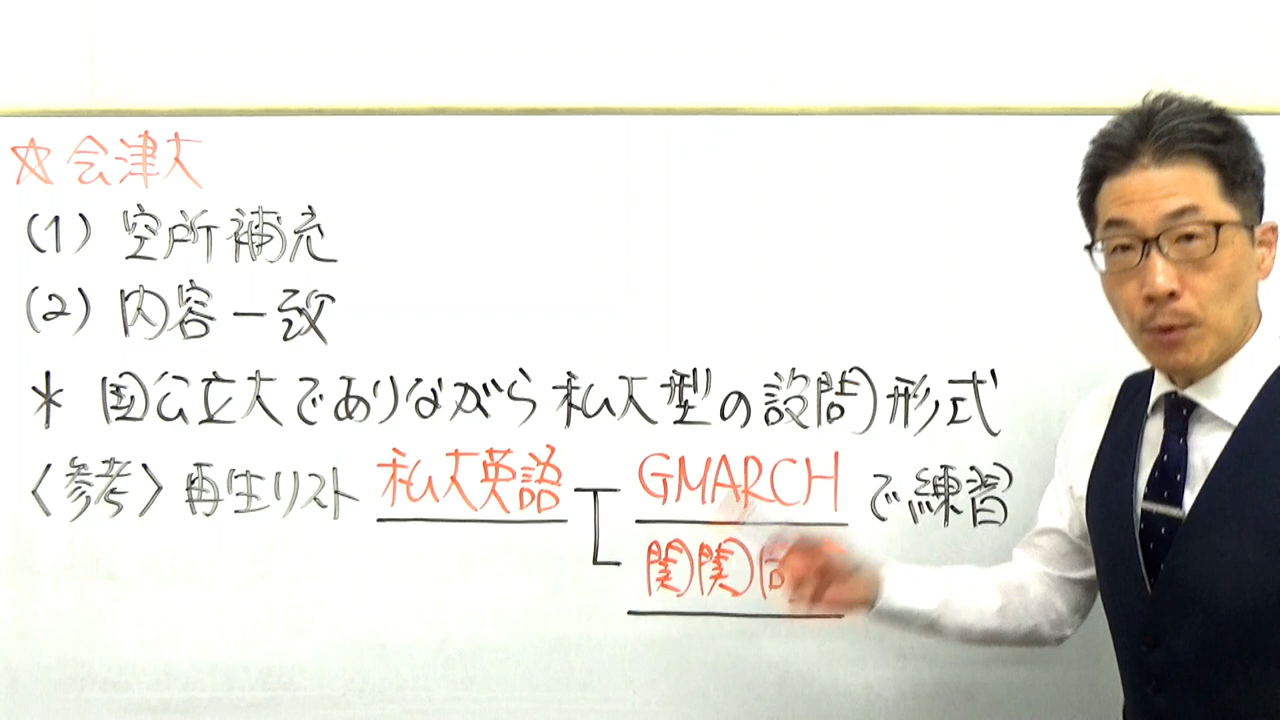 ☆会津大
(1) 空所補充
(2) 内容一致
* 国公立大でありながら私大型の設問形式
〈参考〉再生リスト 私大英語 GMARCH で練習
関関同